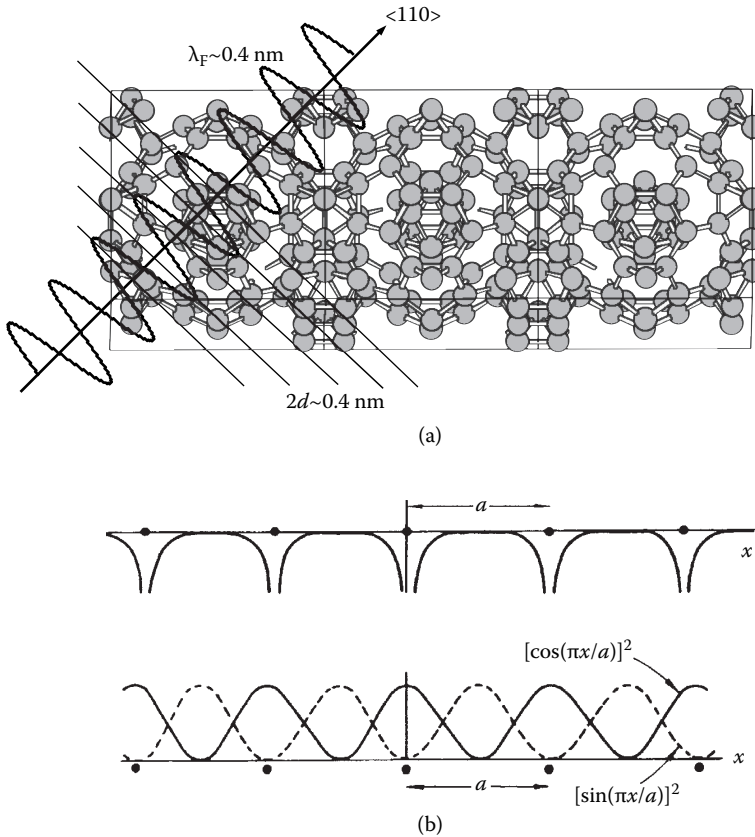 <110>
λF~0.4 nm
2d~0.4 nm
(a)
a
x
[cos(πx/a)]2
x
a
[sin(πx/a)]2
(b)